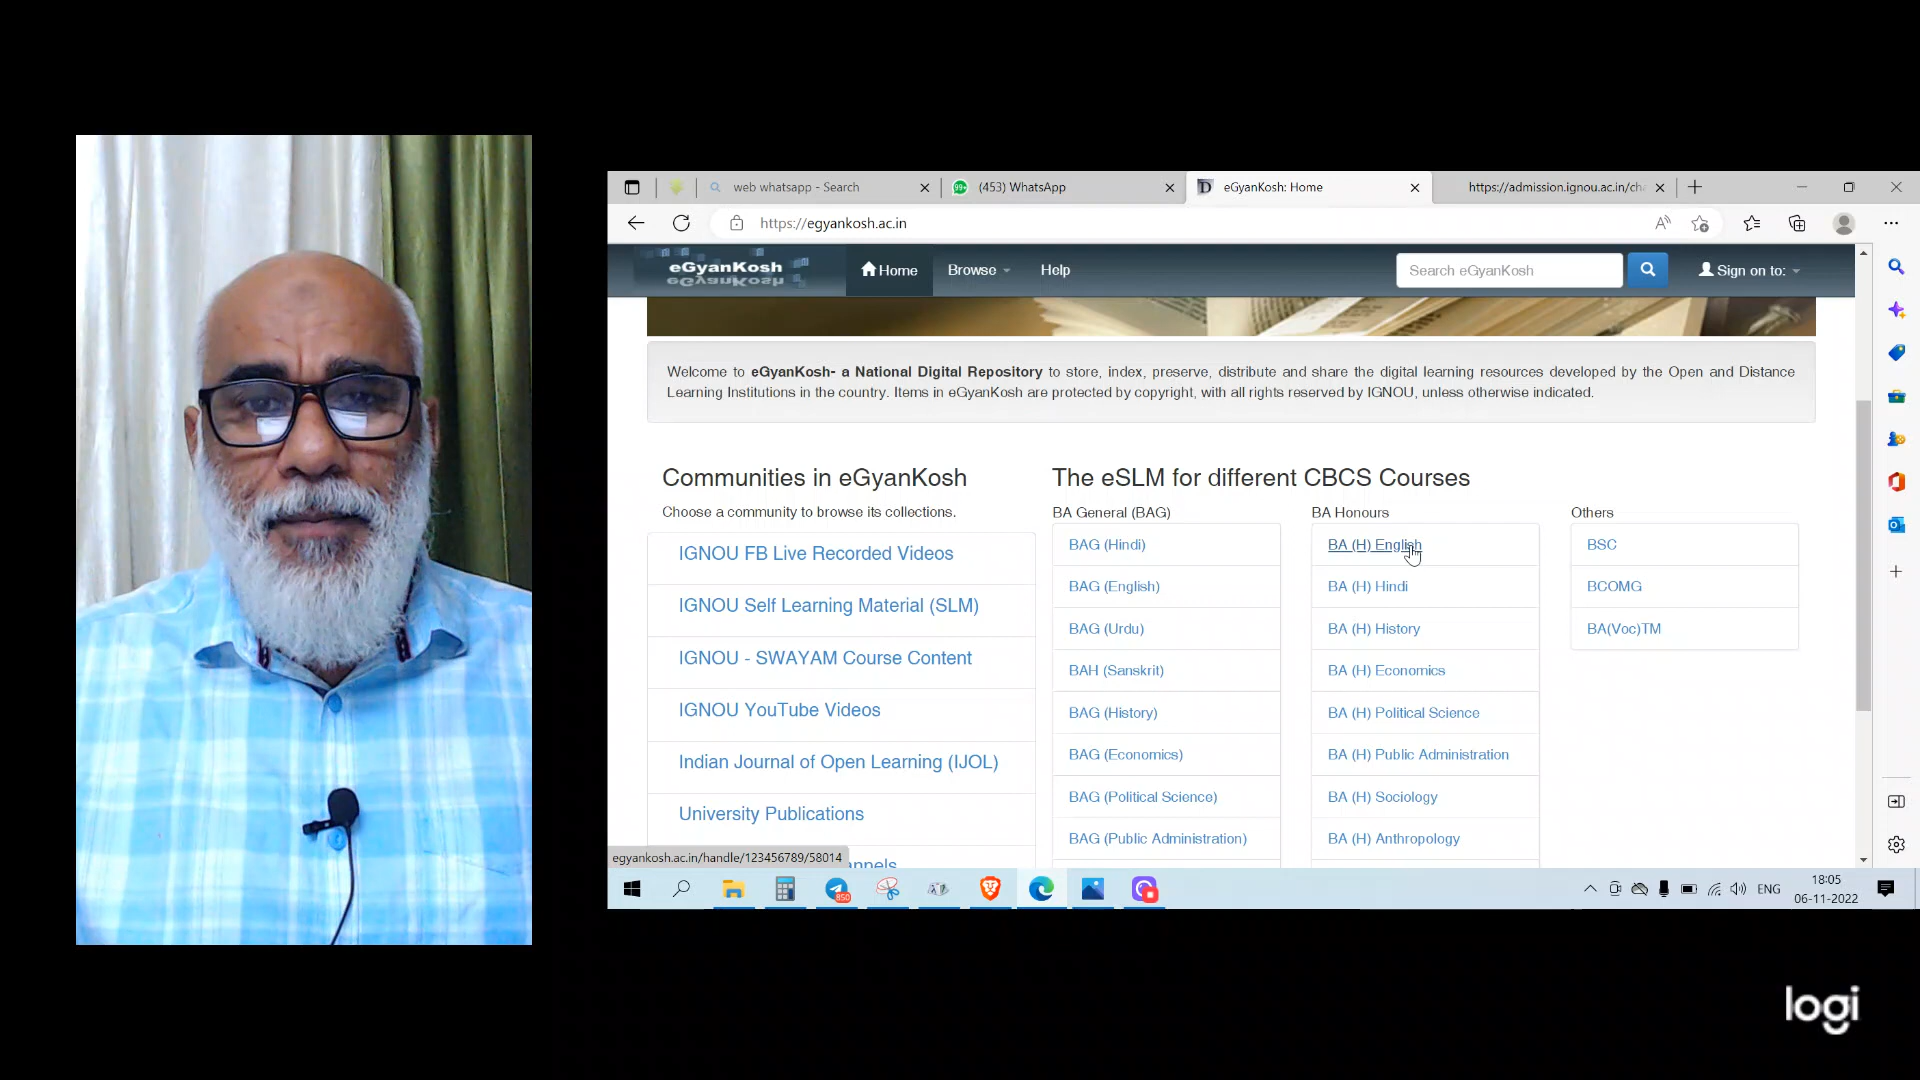 web whatsapp - Search
(453) WhatsApp
eGyanKosh: Home
https://admission.ignou.ac.in/ch
https://egyankosh.ac.in
eGyanKosh
Home
Browse
Help
Search eGyanKosh
Sign on to:
Welcome to eGyanKosh- a National Digital Repository to store, index, preserve, distribute and share the digital learning resources developed by the Open and Distance
Learning Institutions in the country. Items in eGyanKosh are protected by copyright, with all rights reserved by IGNOU, unless otherwise indicated.
Communities in eGyanKosh
Choose a community to browse its collections.
IGNOU FB Live Recorded Videos
IGNOU Self Learning Material (SLM)
IGNOU - SWAYAM Course Content
IGNOU YouTube Videos
Indian Journal of Open Learning (IJOL)
University Publications
The eSLM for different CBCS Courses
BA General (BAG)
BAG (Hindi)
BAG (English)
BAG (Urdu)
BAH (Sanskrit)
BAG (History)
BAG (Economics)
BAG (Political Science)
BAG (Public Administration)
BA Honours
BA (H) English
BA (H) Hindi
BA (H) History
BA (H) Economics
BA (H) Political Science
BA (H) Public Administration
BA (H) Sociology
BA (H) Anthropology
Others
BSC
BCOMG
BA(Voc)TM
egyankosh.ac.in/handle/123456789/58014
850
ENG
18:05
06-11-2022
logi